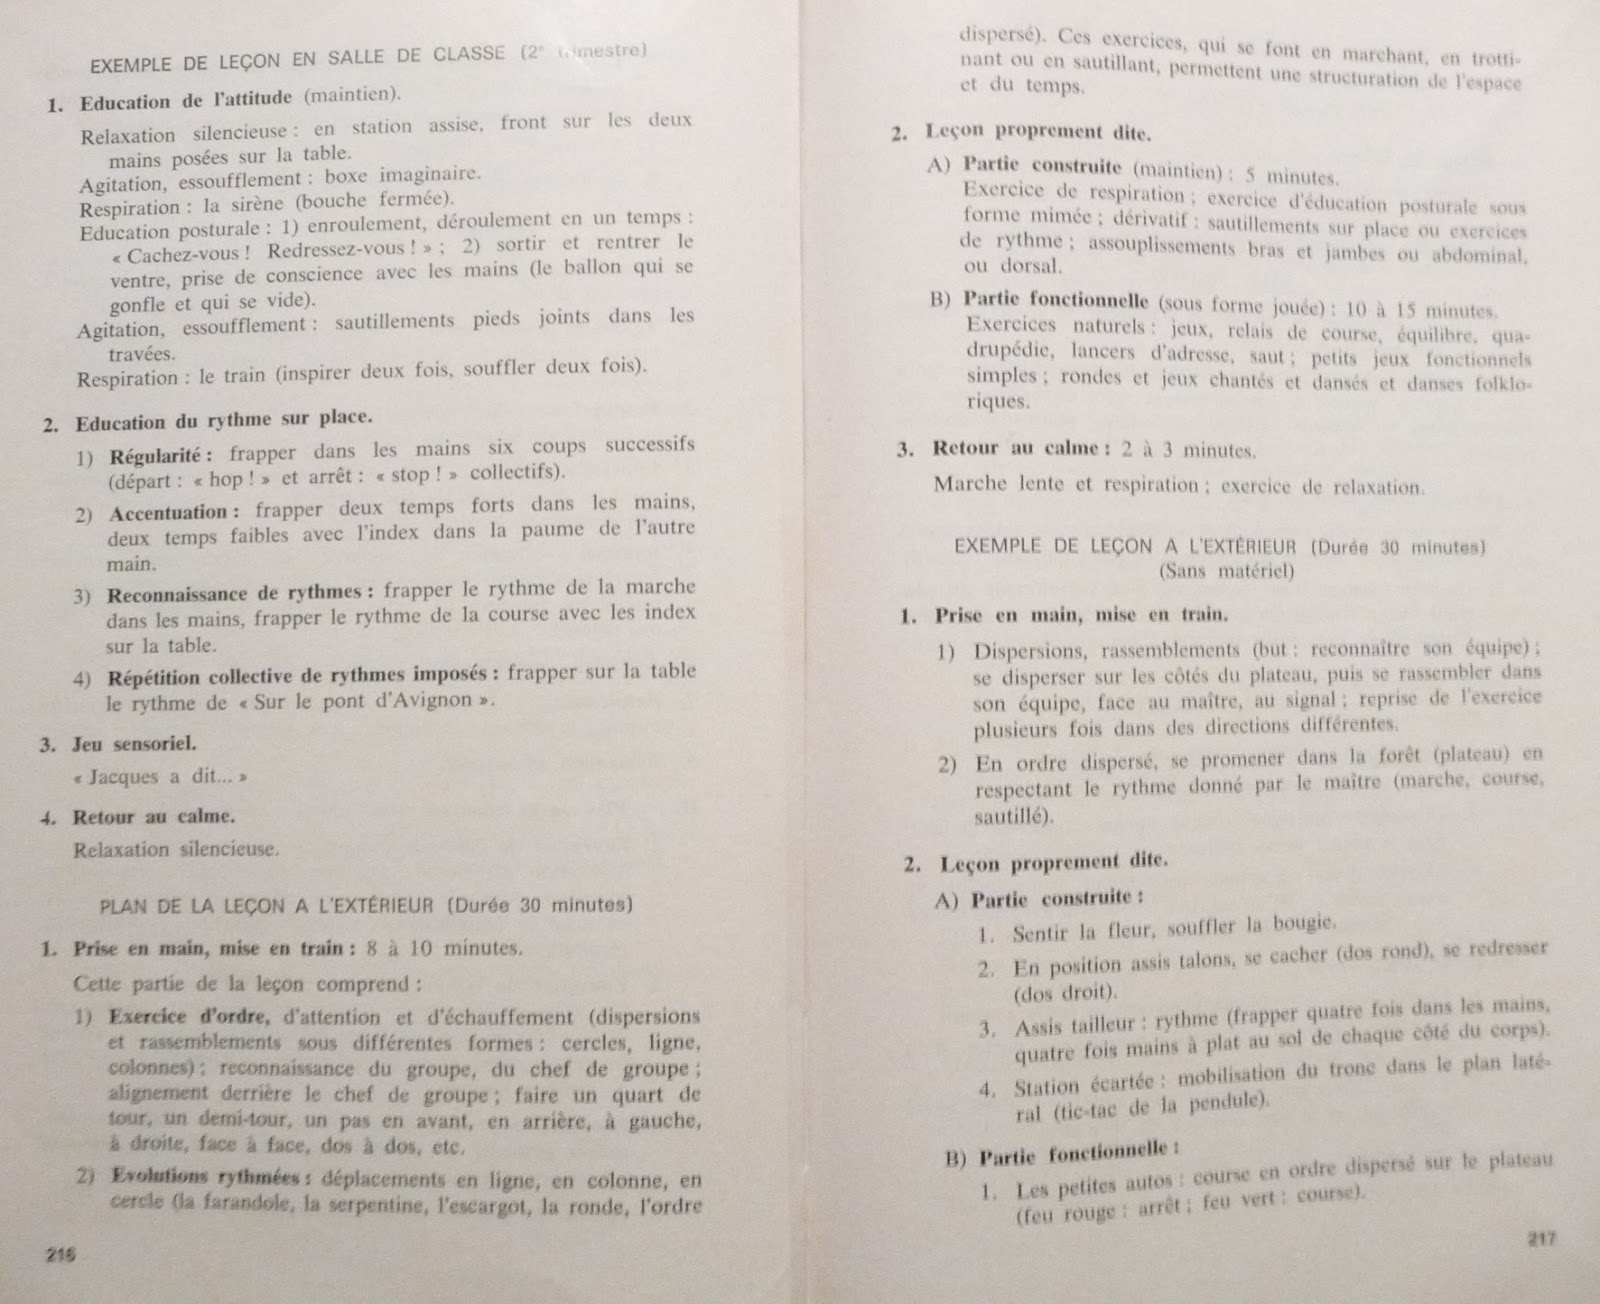 EXEMPLE DE LEÇON EN SALLE DE CLASSE (2e trimestre)
1. Education de l'attitude (maintien).
Relaxation silencieuse : en station assise, front sur les deux
mains posées sur la table.
Agitation, essoufflement : boxe imaginaire.
Respiration : la sirène (bouche fermée).
Education posturale : 1) enroulement, déroulement en un temps :
« Cachez-vous ! Redressez-vous ! » ; 2) sortir et rentrer le
ventre, prise de conscience avec les mains (le ballon qui se
gonfle et qui se vide).
Agitation, essoufflement : sautillements pieds joints dans les
travées.
Respiration : le train (inspirer deux fois, souffler deux fois).
2. Education du rythme sur place.
1) Régularité : frapper dans les mains six coups successifs
(départ : « hop ! » et arrêt : « stop ! » collectifs).
2) Accentuation : frapper deux temps forts dans les mains,
deux temps faibles avec l'index dans la paume de l'autre
main.
3) Reconnaissance de rythmes : frapper le rythme de la marche
dans les mains, frapper le rythme de la course avec les index
sur la table.
4) Répétition collective de rythmes imposés : frapper sur la table
le rythme de « Sur le pont d'Avignon ».
3. Jeu sensoriel.
« Jacques a dit... »
4. Retour au calme.
Relaxation silencieuse.
PLAN DE LA LEÇON A L'EXTÉRIEUR (Durée 30 minutes)
1. Prise en main, mise en train : 8 à 10 minutes.
Cette partie de la leçon comprend :
1) Exercice d'ordre, d'attention et d'échauffement (dispersions
et rassemblements sous différentes formes : cercles, ligne,
colonnes) ; reconnaissance du groupe, du chef de groupe ;
alignement derrière le chef de groupe ; faire un quart de
tour, un demi-tour, un pas en avant, en arrière, à gauche,
à droite, face à face, dos à dos, etc.
2) Evolutions rythmées : déplacements en ligne, en colonne, en
cercle (la farandole, la serpentine, l'escargot, la ronde, l'ordre
216
dispersé). Ces exercices, qui se font en marchant, en trotti-
nant ou en sautillant, permettent une structuration de l'espace
et du temps.
2. Leçon proprement dite.
A) Partie construite (maintien) : 5 minutes.
Exercice de respiration ; exercice d'éducation posturale sous
forme mimée ; dérivatif : sautillements sur place ou exercices
de rythme ; assouplissements bras et jambes ou abdominal,
ou dorsal.
B) Partie fonctionnelle (sous forme jouée) : 10 à 15 minutes.
Exercices naturels : jeux, relais de course, équilibre, qua-
drupédie, lancers d'adresse, saut ; petits jeux fonctionnels
simples ; rondes et jeux chantés et dansés et danses folklo-
riques.
3. Retour au calme : 2 à 3 minutes.
Marche lente et respiration ; exercice de relaxation.
EXEMPLE DE LEÇON A L'EXTÉRIEUR (Durée 30 minutes)
(Sans matériel)
1. Prise en main, mise en train.
1) Dispersions, rassemblements (but : reconnaître son équipe) ;
se disperser sur les côtés du plateau, puis se rassembler dans
son équipe, face au maître, au signal ; reprise de l'exercice
plusieurs fois dans des directions différentes.
2) En ordre dispersé, se promener dans la forêt (plateau) en
respectant le rythme donné par le maître (marche, course,
sautillé).
2. Leçon proprement dite.
A) Partie construite :
1. Sentir la fleur, souffler la bougie.
2. En position assis talons, se cacher (dos rond), se redresser
(dos droit).
3. Assis tailleur : rythme (frapper quatre fois dans les mains,
quatre fois mains à plat au sol de chaque côté du corps).
4. Station écartée : mobilisation du tronc dans le plan laté-
ral (tic-tac de la pendule).
B) Partie fonctionnelle :
1. Les petites autos : course en ordre dispersé sur le plateau
(feu rouge : arrêt ; feu vert : course).
217